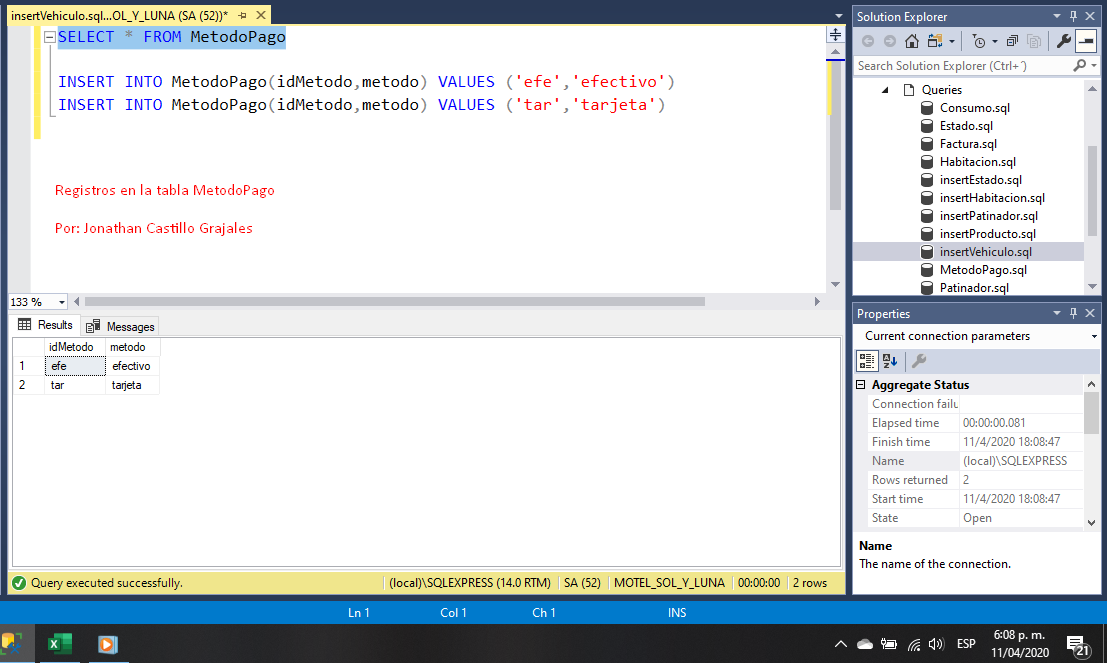 insertVehiculo.sql...OL_Y_LUNA (SA (52))*
SELECT * FROM MetodoPago
INSERT INTO MetodoPago(idMetodo,metodo) VALUES ('efe','efectivo')
INSERT INTO MetodoPago(idMetodo,metodo) VALUES ('tar','tarjeta')
Registros en la tabla MetodoPago
Por: Jonathan Castillo Grajales
133 %
Results Messages
idMetodo metodo
1 efe efectivo
2 tar tarjeta
Query executed successfully. (local)\SQLEXPRESS (14.0 RTM) SA (52) MOTEL_SOL_Y_LUNA 00:00:00 2 rows
Solution Explorer
Search Solution Explorer (Ctrl+´)
Queries
Consumo.sql
Estado.sql
Factura.sql
Habitacion.sql
insertEstado.sql
insertHabitacion.sql
insertPatinador.sql
insertProducto.sql
insertVehiculo.sql
MetodoPago.sql
Patinador.sql
Properties
Current connection parameters
Aggregate Status
Connection failu
Elapsed time 00:00:00.081
Finish time 11/4/2020 18:08:47
Name (local)\SQLEXPRESS
Rows returned 2
Start time 11/4/2020 18:08:47
State Open
Name
The name of the connection.
Ln 1 Col 1 Ch 1 INS
ESP
6:08 p. m.
11/04/2020
21